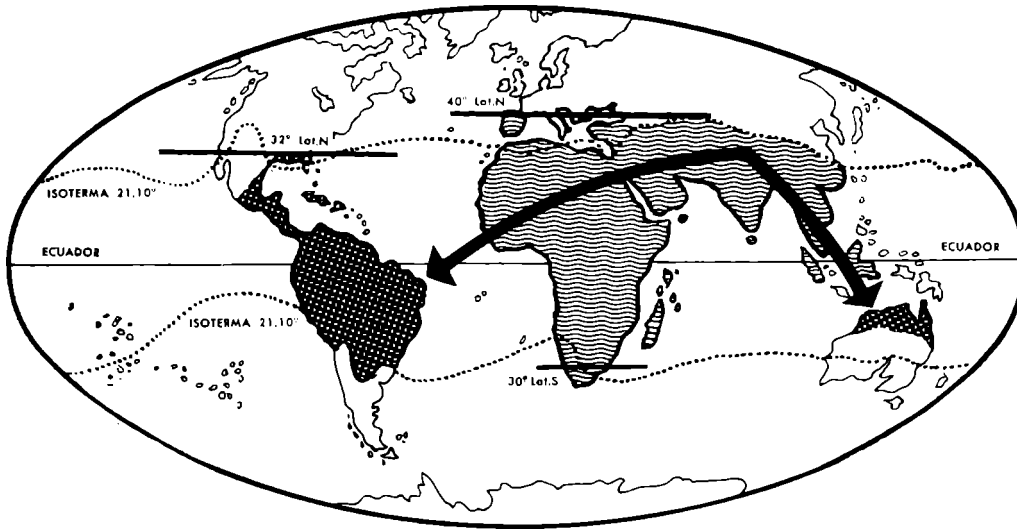 40° Lat.N
32° Lat.N
ISOTERMA 21,10°
ECUADOR
ECUADOR
ISOTERMA 21,10°
30° Lat.S